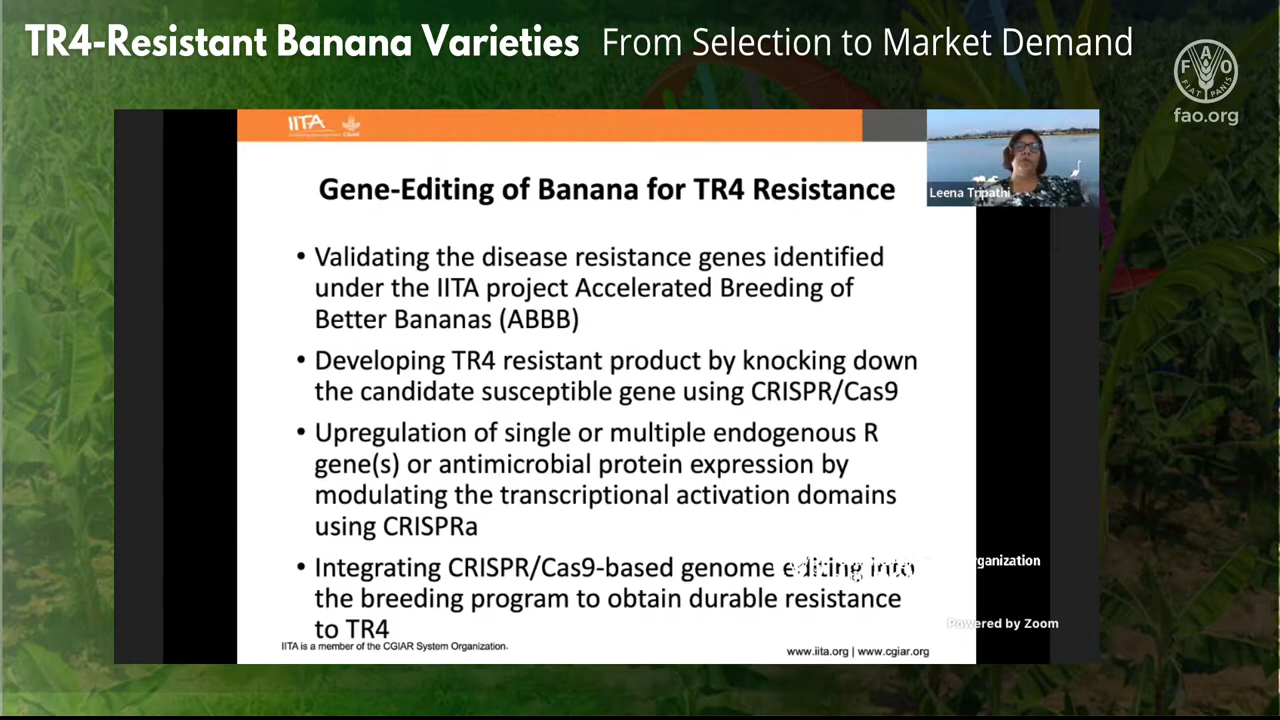 TR4-Resistant Banana Varieties From Selection to Market Demand
FAO
FIAT PANIS
fao.org
IITA
CGIAR
Leena Tripathi
Gene-Editing of Banana for TR4 Resistance
• Validating the disease resistance genes identified
under the IITA project Accelerated Breeding of
Better Bananas (ABBB)
• Developing TR4 resistant product by knocking down
the candidate susceptible gene using CRISPR/Cas9
• Upregulation of single or multiple endogenous R
gene(s) or antimicrobial protein expression by
modulating the transcriptional activation domains
using CRISPRa
• Integrating CRISPR/Cas9-based genome editing into
the breeding program to obtain durable resistance
to TR4
Powered by Zoom
IITA is a member of the CGIAR System Organization.
www.iita.org | www.cgiar.org